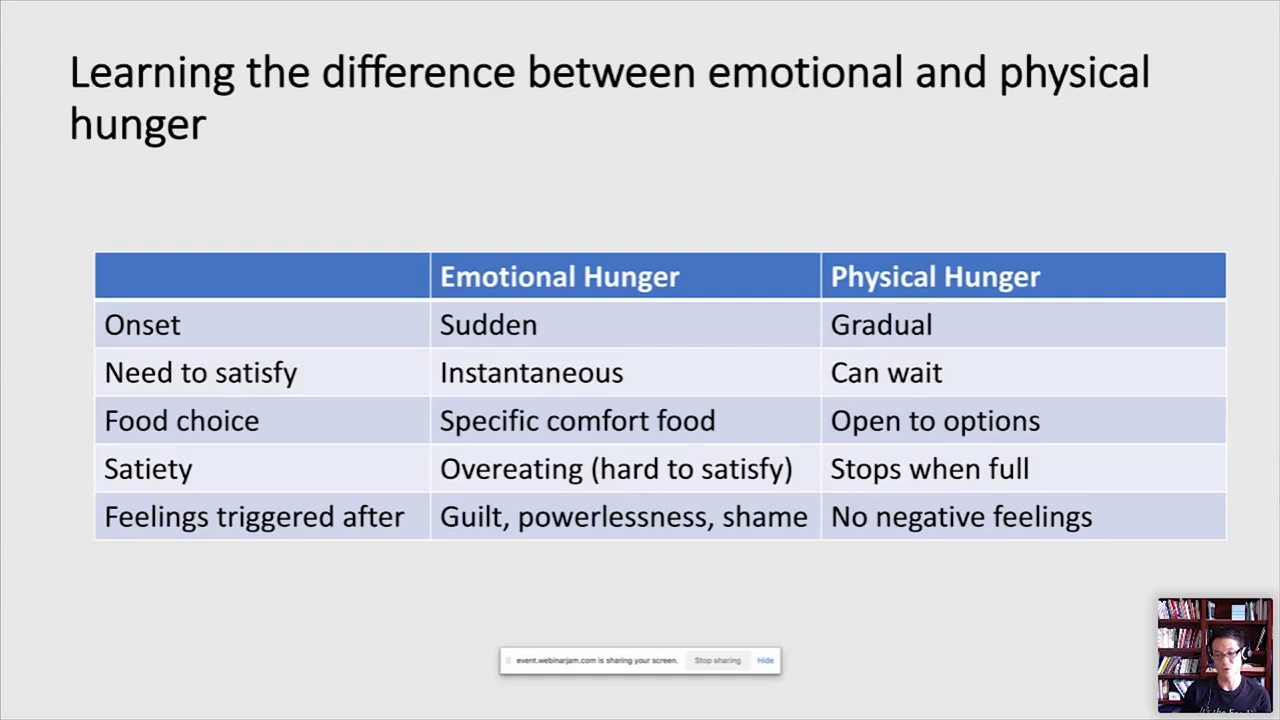 Learning the difference between emotional and physical
hunger
Emotional Hunger Physical Hunger
Onset Sudden Gradual
Need to satisfy Instantaneous Can wait
Food choice Specific comfort food Open to options
Satiety Overeating (hard to satisfy) Stops when full
Feelings triggered after Guilt, powerlessness, shame No negative feelings
event.webinarjam.com is sharing your screen. Stop sharing Hide
It's the